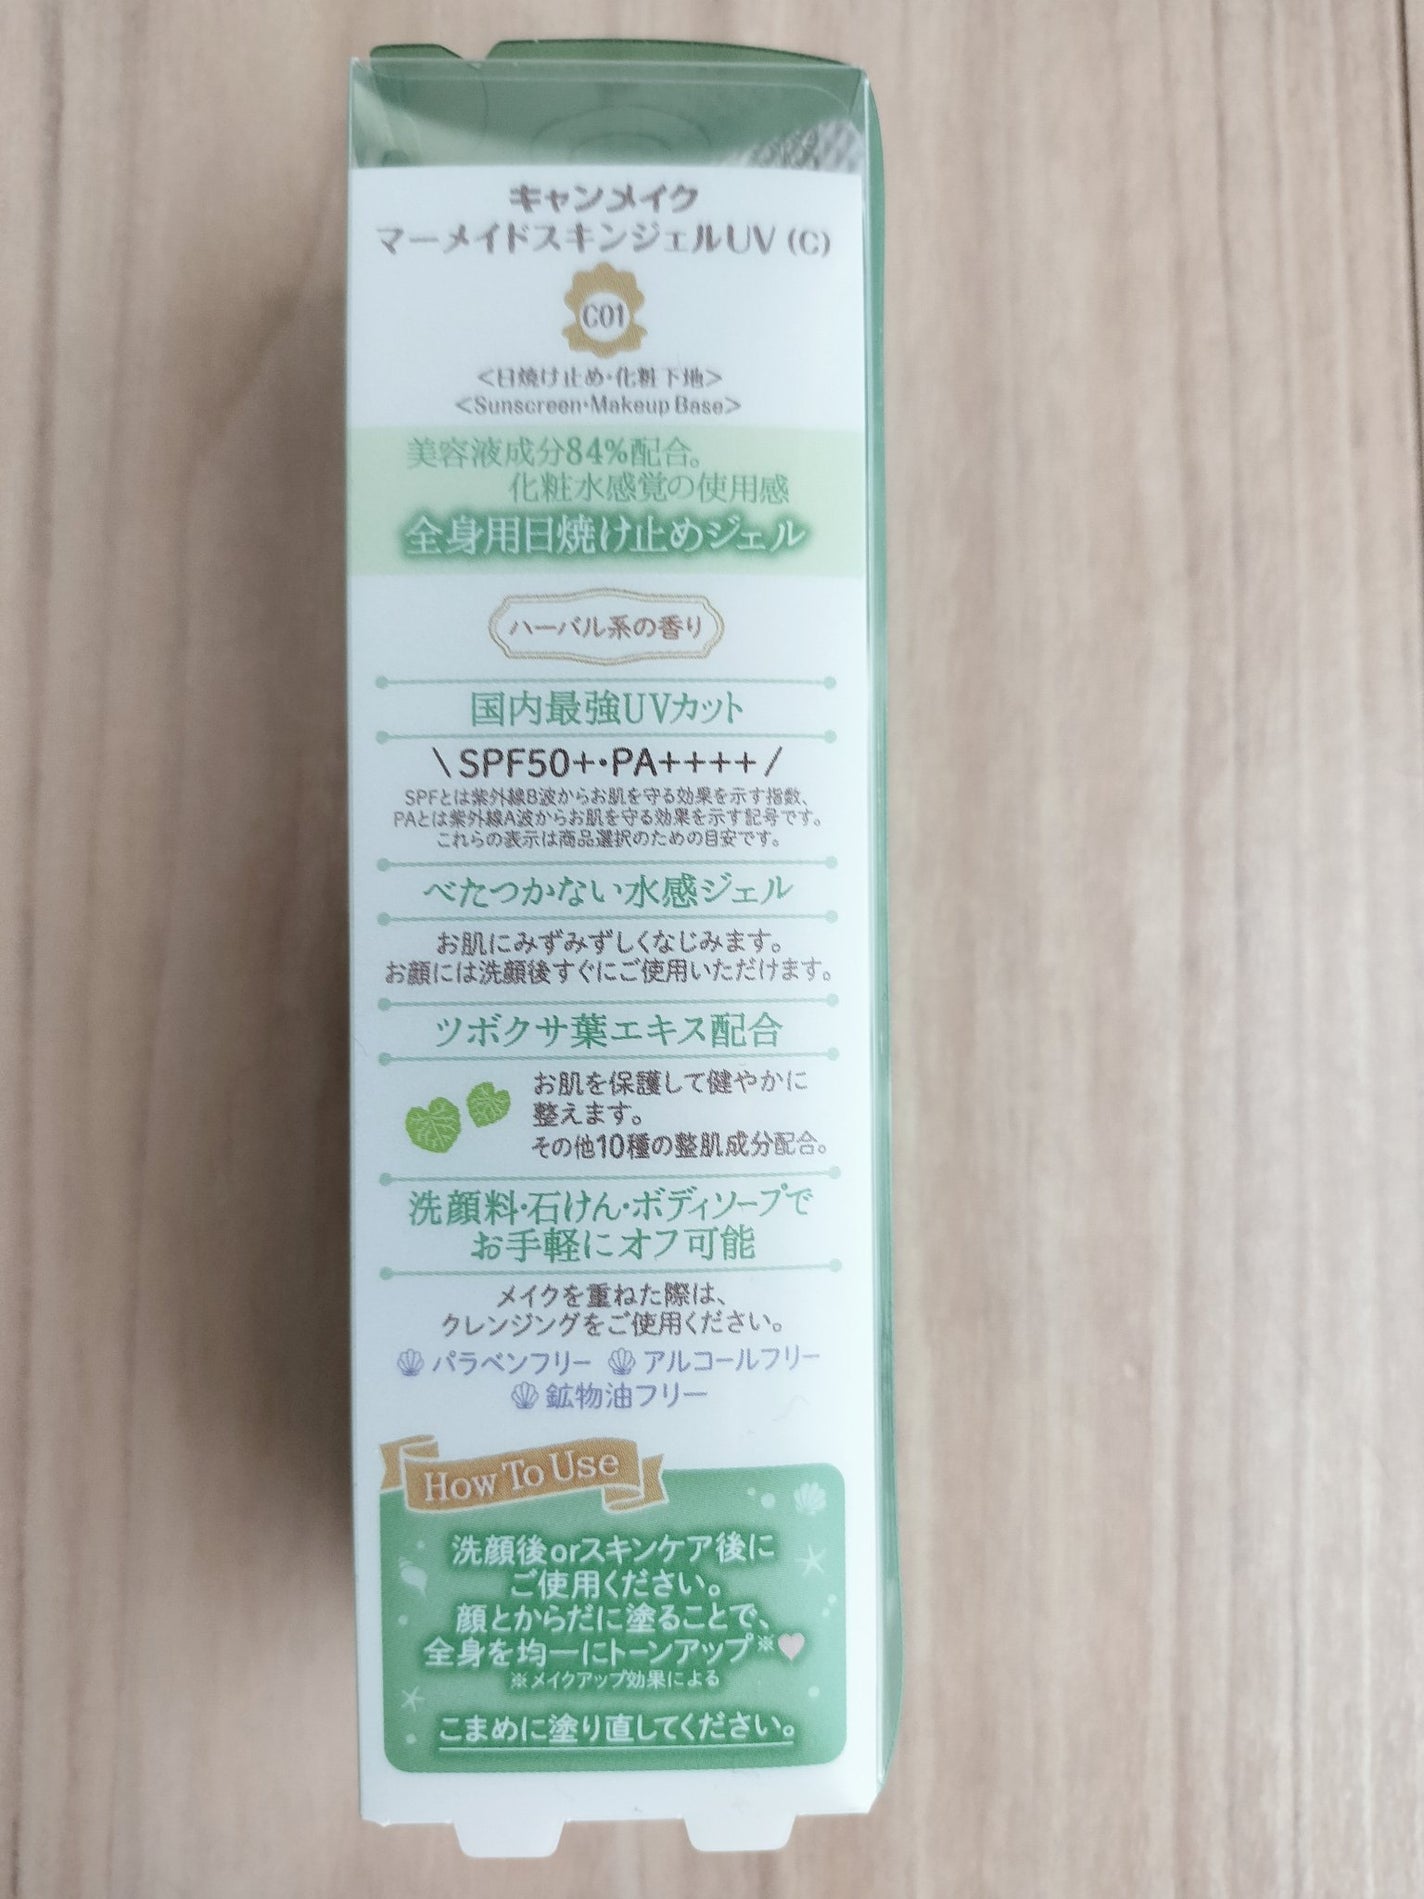 キャンメイク
マーメイドスキンジェルUV (C)
C01
<日焼け止め・化粧下地>
<Sunscreen・Makeup Base>
美容液成分84%配合。
化粧水感覚の使用感
全身用日焼け止めジェル
ハーバル系の香り
国内最強UVカット
\ SPF50+・PA++++ /
SPFとは紫外線B波からお肌を守る効果を示す指数、
PAとは紫外線A波からお肌を守る効果を示す記号です。
これらの表示は商品選択のための目安です。
べたつかない水感ジェル
お肌にみずみずしくなじみます。
お顔には洗顔後すぐにご使用いただけます。
ツボクサ葉エキス配合
お肌を保護して健やかに
整えます。
その他10種の整肌成分配合。
洗顔料・石けん・ボディソープで
お手軽にオフ可能
メイクを重ねた際は、
クレンジングをご使用ください。
パラベンフリー アルコールフリー
鉱物油フリー
How To Use
洗顔後orスキンケア後に
ご使用ください。
顔とからだに塗ることで、
全身を均一にトーンアップ※
※メイクアップ効果による
こまめに塗り直してください。